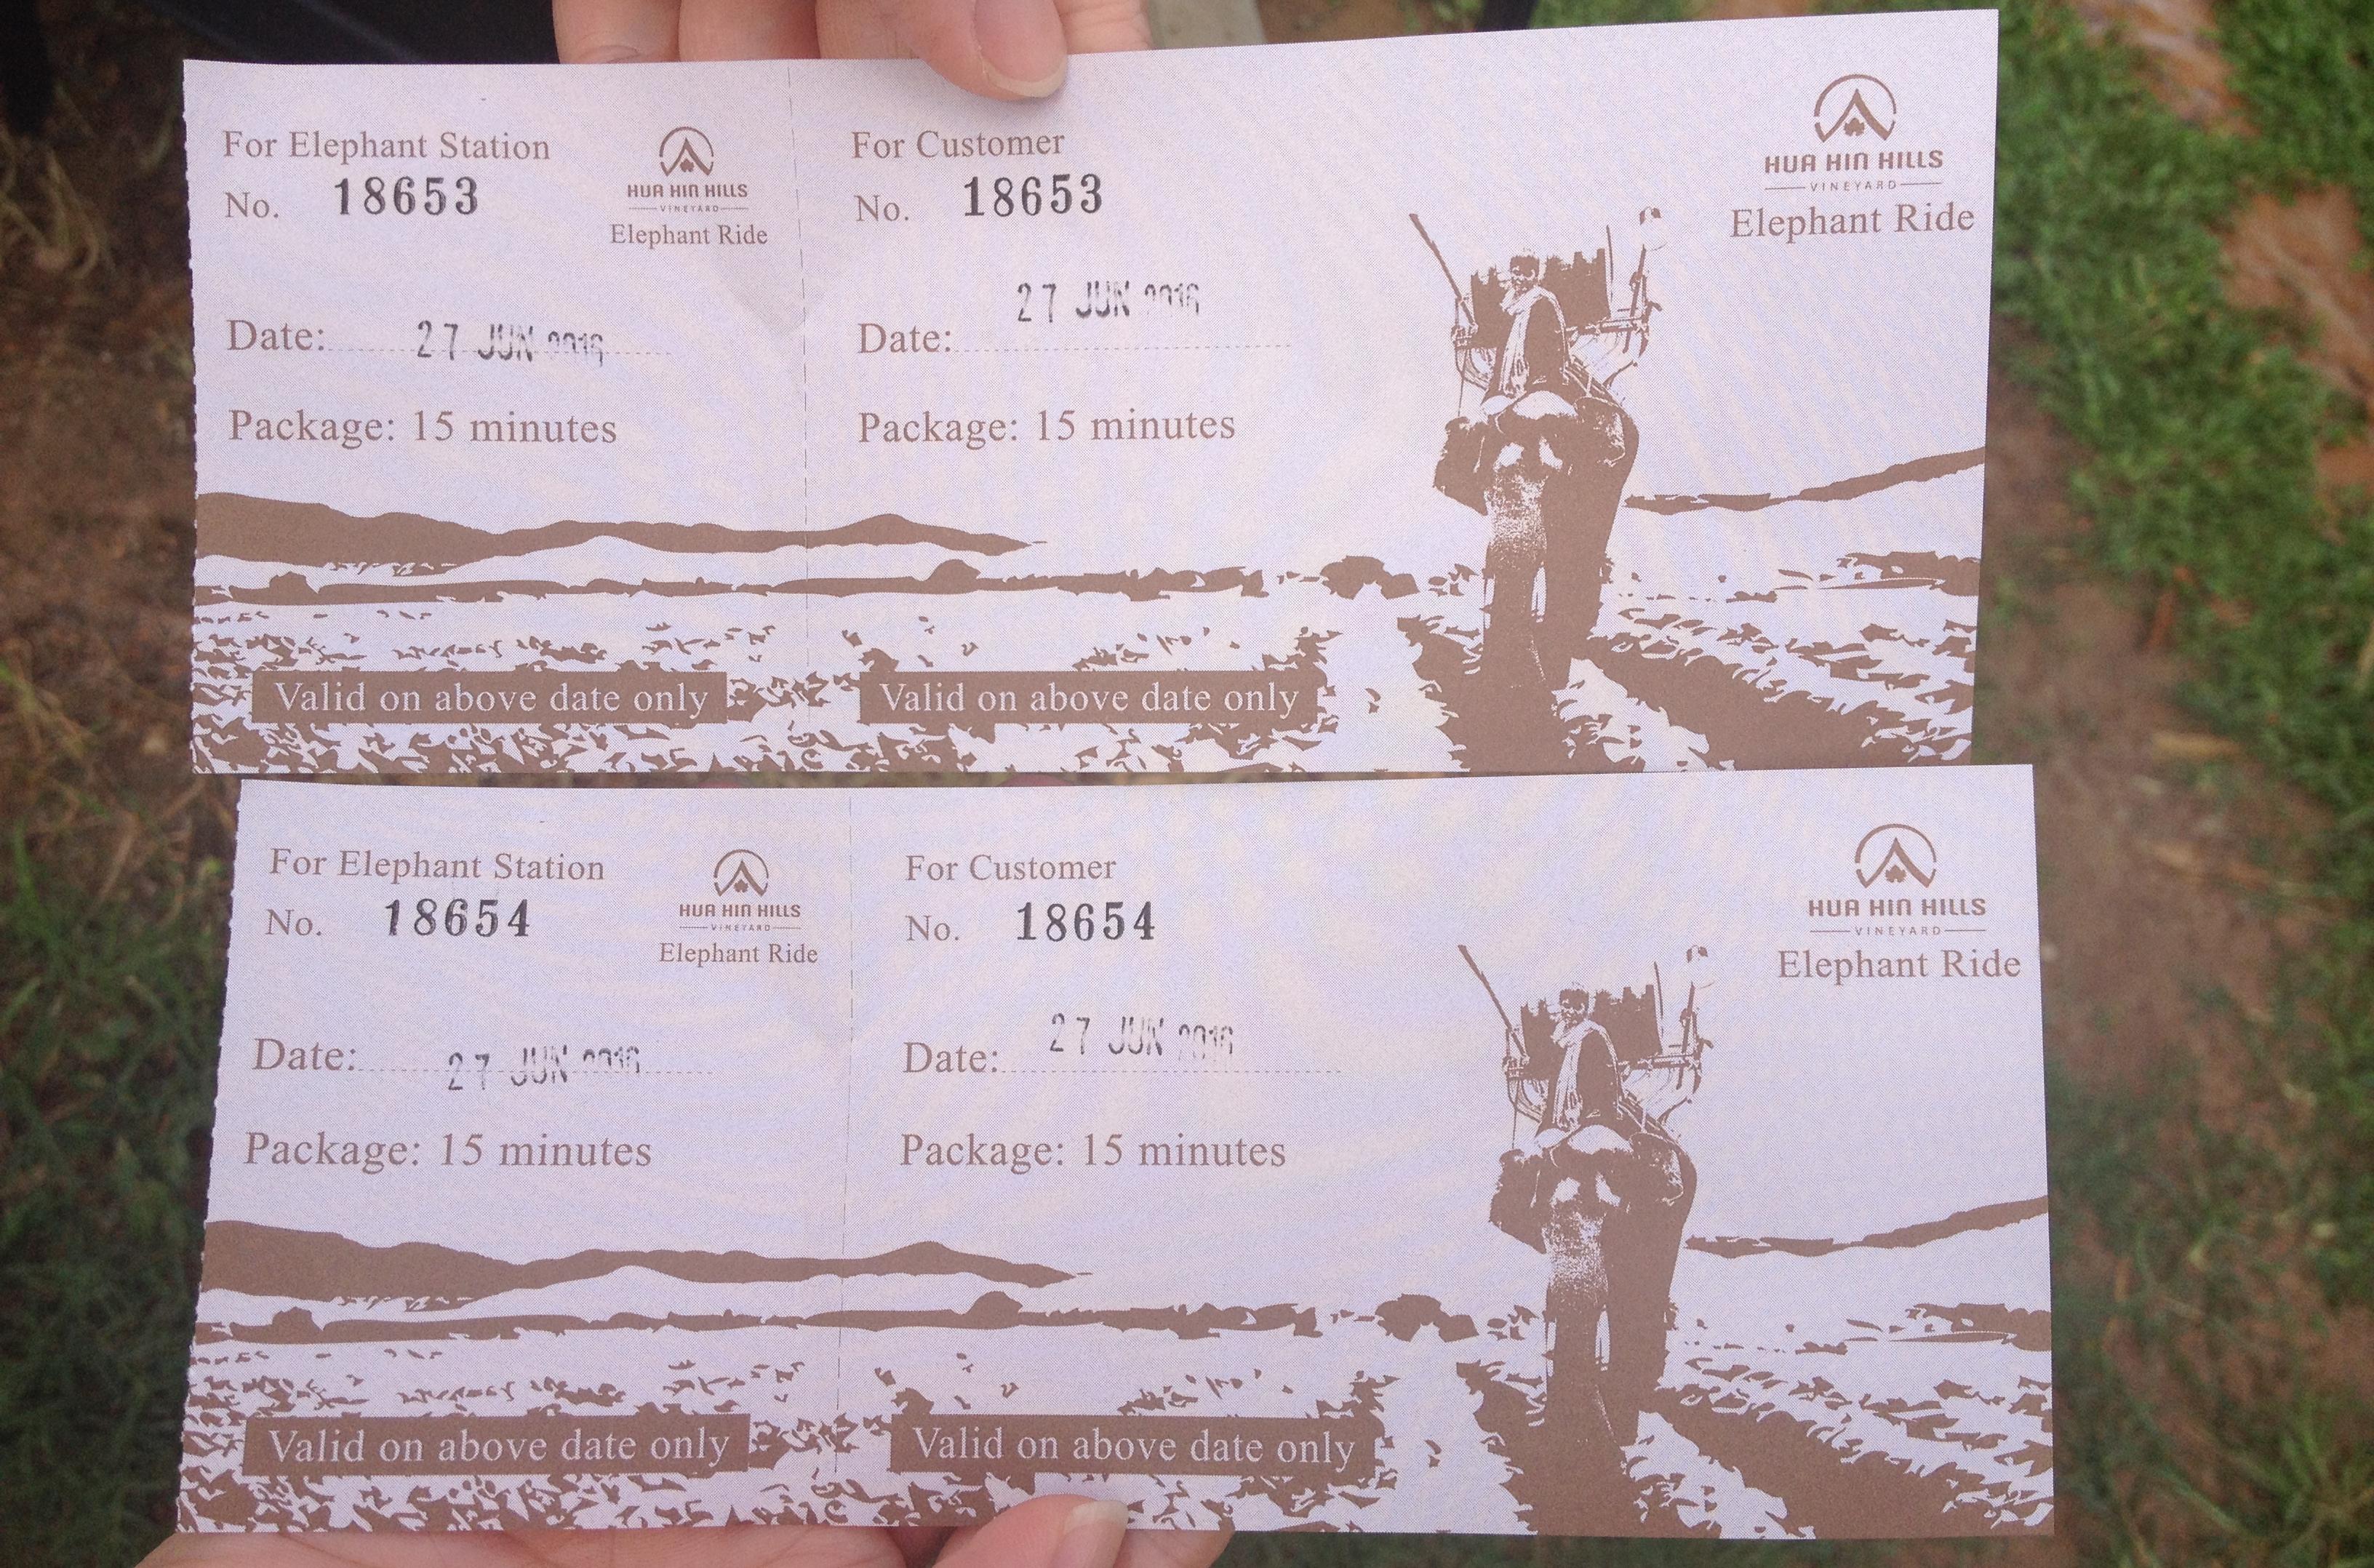 For Elephant Station
No. 18653
HUA HIN HILLS
VINEYARD
Elephant Ride
Date: 27 JUN 2016
Package: 15 minutes
Valid on above date only
For Customer
No. 18653
HUA HIN HILLS
VINEYARD
Elephant Ride
Date: 27 JUN 2016
Package: 15 minutes
Valid on above date only
For Elephant Station
No. 18654
HUA HIN HILLS
VINEYARD
Elephant Ride
Date: 27 JUN 2016
Package: 15 minutes
Valid on above date only
For Customer
No. 18654
HUA HIN HILLS
VINEYARD
Elephant Ride
Date: 27 JUN 2016
Package: 15 minutes
Valid on above date only